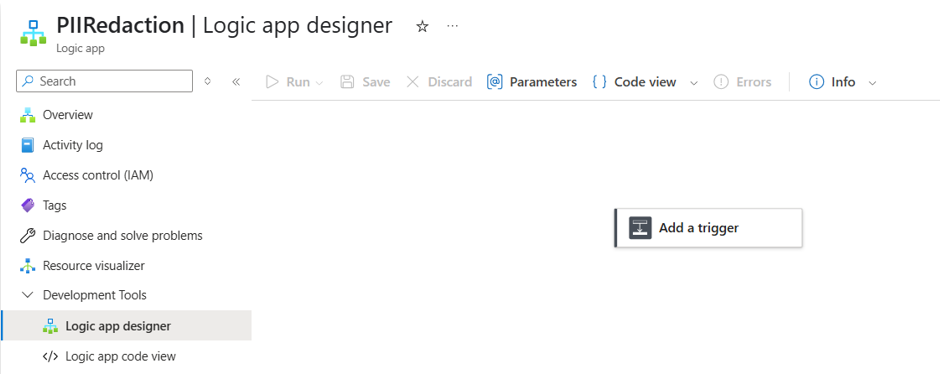 PIIRedaction | Logic app designer ☆ ···
Logic app
Search
Run Save Discard Parameters Code view Errors Info
Overview
Activity log
Access control (IAM)
Tags
Add a trigger
Diagnose and solve problems
Resource visualizer
Development Tools
Logic app designer
Logic app code view